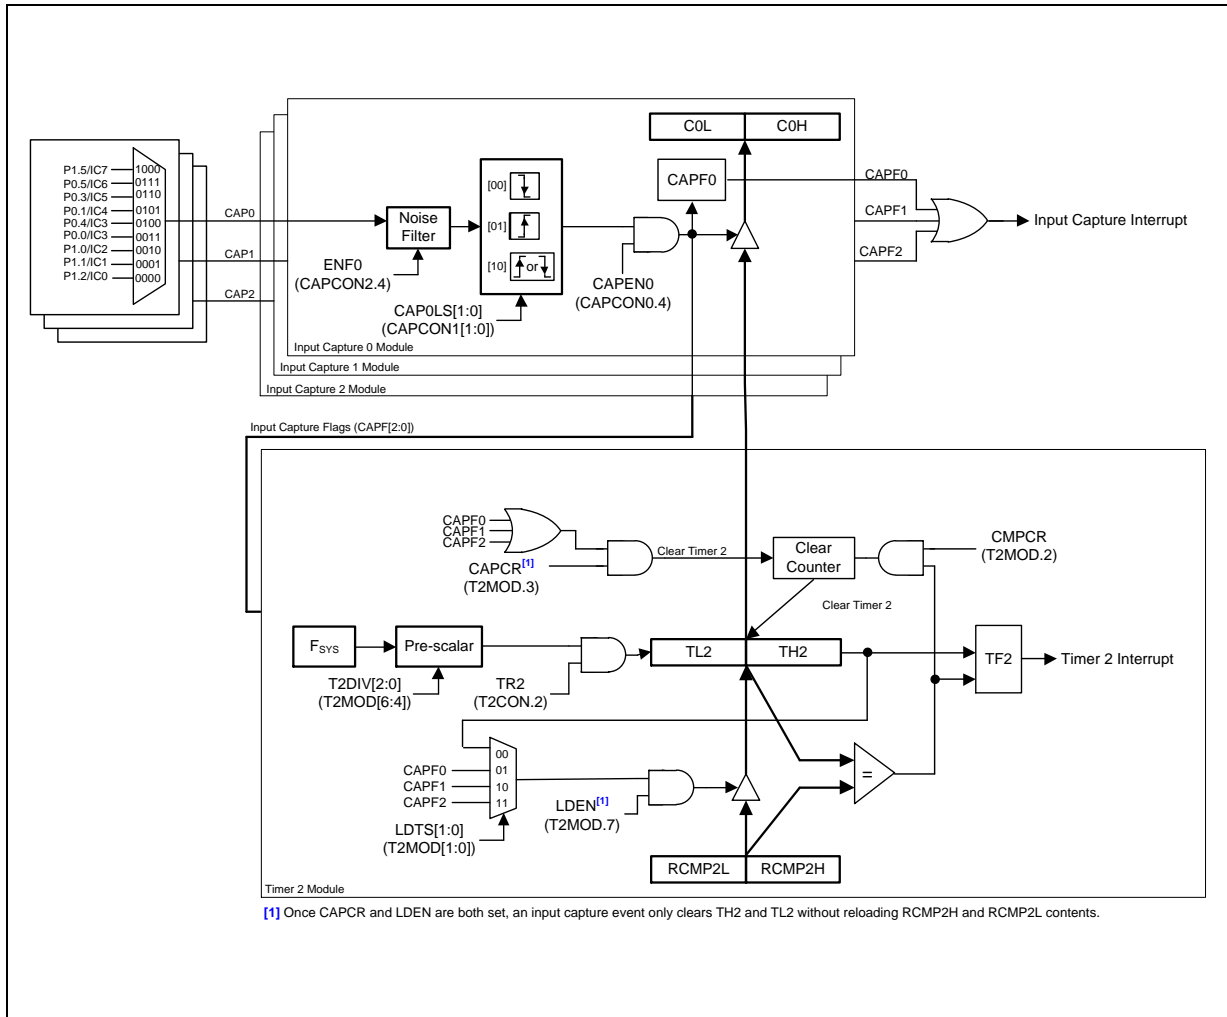 C0L C0H
P1.5/IC7 1000
P0.5/IC6 0111
P0.3/IC5 0110
P0.1/IC4 0101
P0.4/IC3 0100
P0.0/IC3 0011
P1.0/IC2 0010
P1.1/IC1 0001
P1.2/IC0 0000
CAP0
CAP1
CAP2
Noise
Filter
ENF0
(CAPCON2.4)
[00]
[01]
[10] or
CAP0LS[1:0]
(CAPCON1[1:0])
CAPEN0
(CAPCON0.4)
CAPF0
CAPF0
CAPF1
CAPF2
Input Capture Interrupt
Input Capture 0 Module
Input Capture 1 Module
Input Capture 2 Module
Input Capture Flags (CAPF[2:0])
CAPF0
CAPF1
CAPF2
CAPCR[1]
(T2MOD.3)
Clear Timer 2
Clear
Counter
CMPCR
(T2MOD.2)
Clear Timer 2
FSYS
Pre-scalar
T2DIV[2:0]
(T2MOD[6:4])
TR2
(T2CON.2)
TL2 TH2
TF2
Timer 2 Interrupt
00
CAPF0 01
CAPF1 10
CAPF2 11
LDTS[1:0]
(T2MOD[1:0])
LDEN[1]
(T2MOD.7)
=
RCMP2L RCMP2H
Timer 2 Module
[1] Once CAPCR and LDEN are both set, an input capture event only clears TH2 and TL2 without reloading RCMP2H and RCMP2L contents.